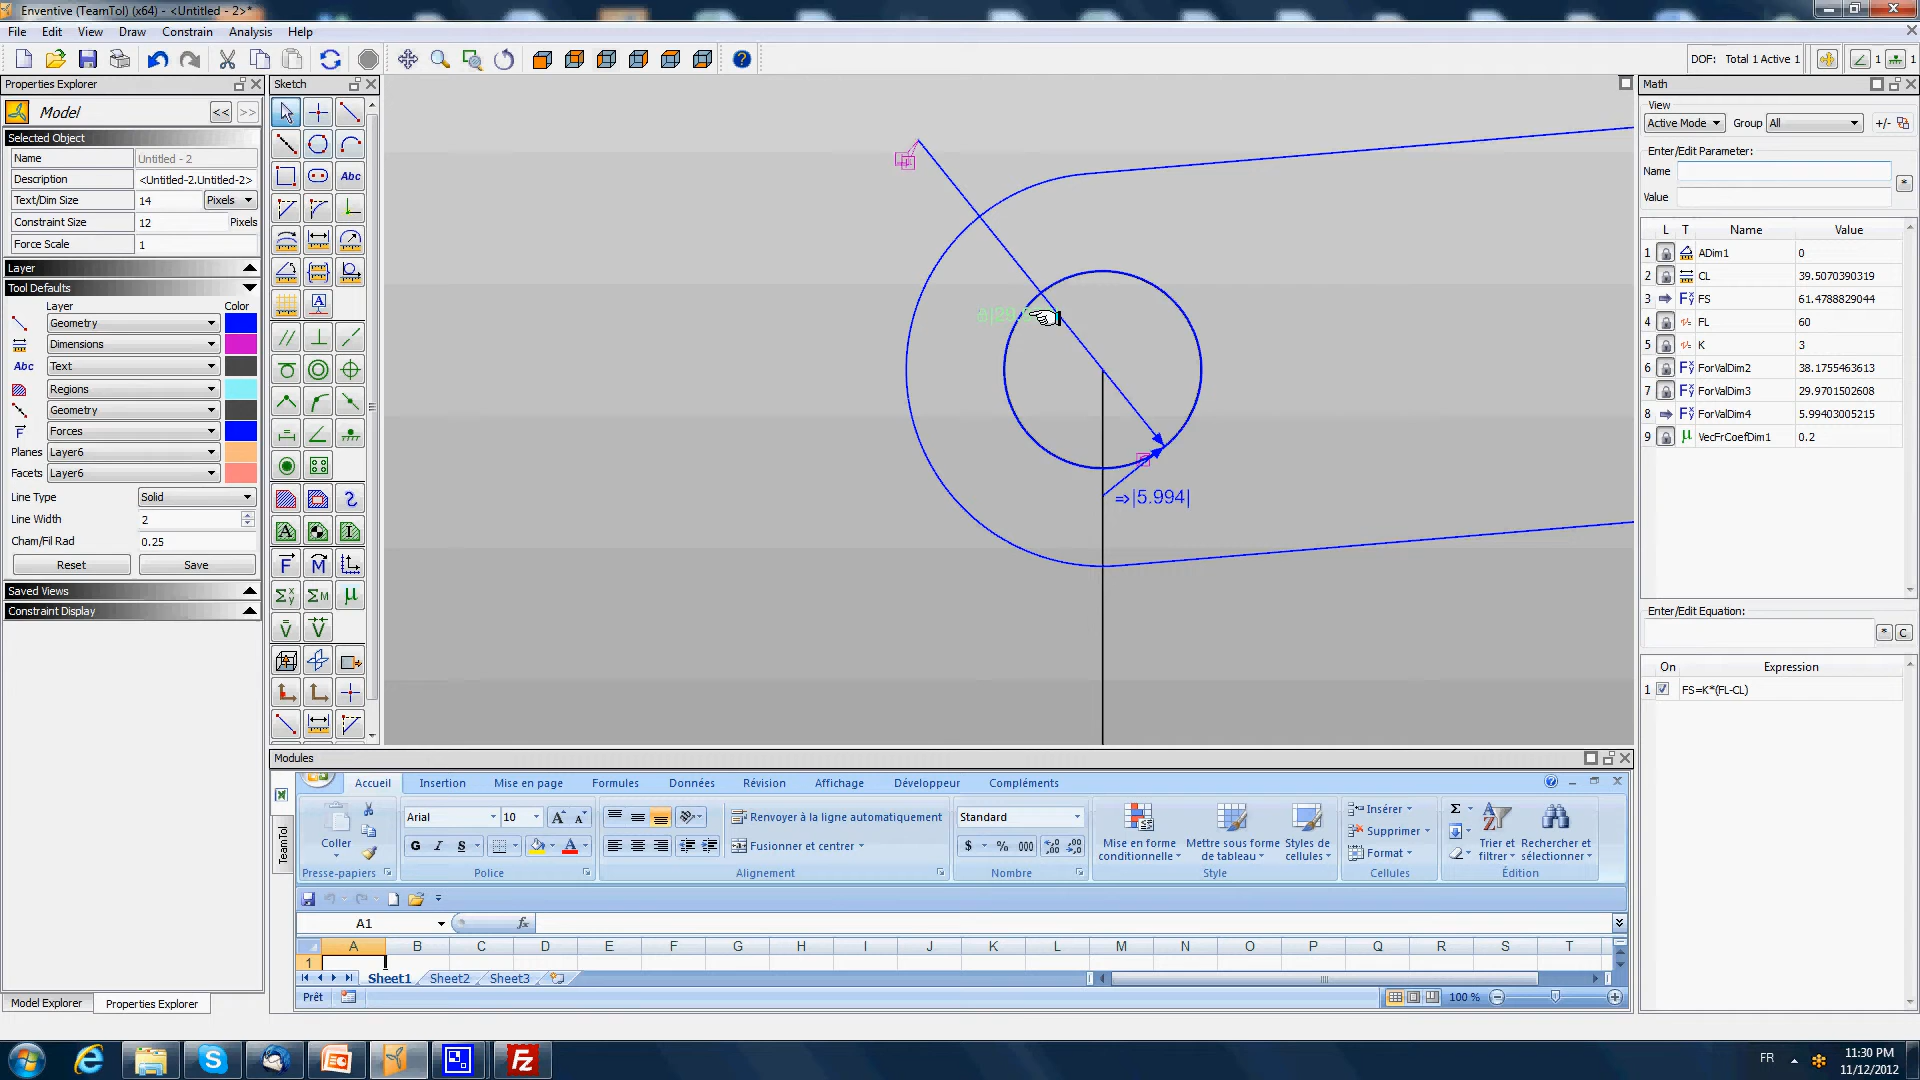 Enventive (TeamTol) (x64) - <Untitled - 2>*
File Edit View Draw Constrain Analysis Help
DOF: Total 1 Active 1
1
1
Properties Explorer
Model
<< >>
Selected Object
Name Untitled - 2
Description <Untitled-2.Untitled-2>
Text/Dim Size 14 Pixels
Constraint Size 12 Pixels
Force Scale 1
Layer
Tool Defaults
Layer Color
Geometry
Dimensions
Abc Text
Regions
Geometry
F Forces
Planes Layer6
Facets Layer6
Line Type Solid
Line Width 2
Cham/Fil Rad 0.25
Reset Save
Saved Views
Constraint Display
Model Explorer Properties Explorer
Sketch
Abc
=>|5.994|
Math
View
Active Mode Group All +/-
Enter/Edit Parameter:
Name
*
Value
L T Name Value
1 ADim1 0
2 CL 39.5070390319
3 FS 61.4788829044
4 FL 60
5 K 3
6 ForValDim2 38.1755463613
7 ForValDim3 29.9701502608
8 ForValDim4 5.99403005215
9 µ VecFrCoefDim1 0.2
Enter/Edit Equation:
* C
On Expression
1 FS=K*(FL-CL)
Modules
TeamTol
Accueil Insertion Mise en page Formules Données Révision Affichage Développeur Compléments
Coller
Presse-papiers
Arial 10
G I S
Police
Renvoyer à la ligne automatiquement
Fusionner et centrer
Alignement
Standard
$ % 000
Nombre
Mise en forme conditionnelle
Mettre sous forme de tableau
Styles de cellules
Style
Insérer
Supprimer
Format
Cellules
Σ
Trier et filtrer
Rechercher et sélectionner
Édition
A1 fx
A B C D E F G H I J K L M N O P Q R S T
1
Sheet1 Sheet2 Sheet3
Prêt 100 %
FR
11:30 PM
11/12/2012